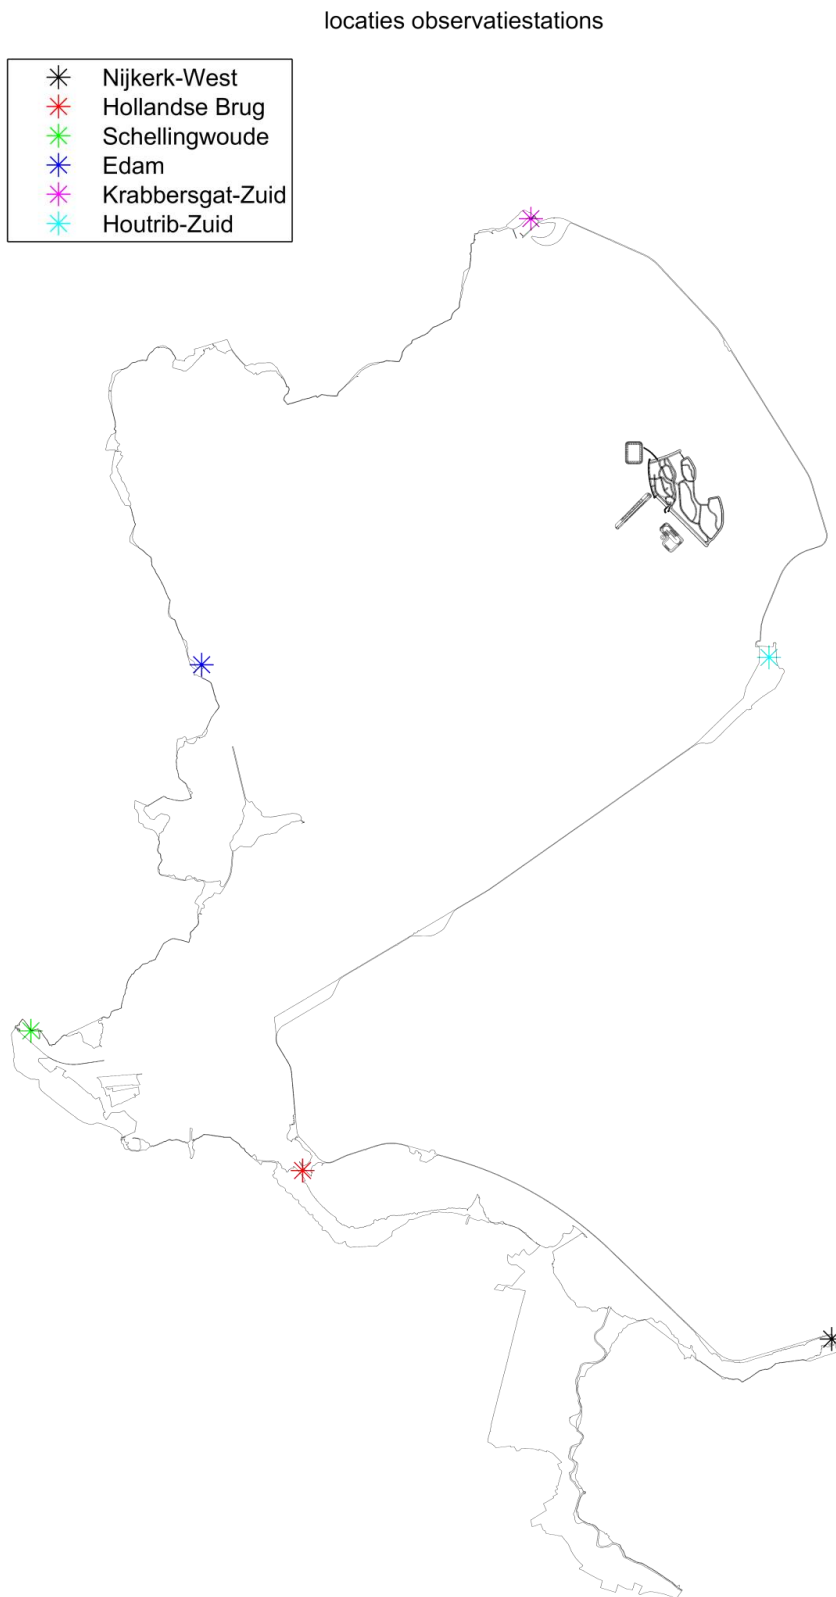 locaties observatiestations
Nijkerk-West
Hollandse Brug
Schellingwoude
Edam
Krabbersgat-Zuid
Houtrib-Zuid